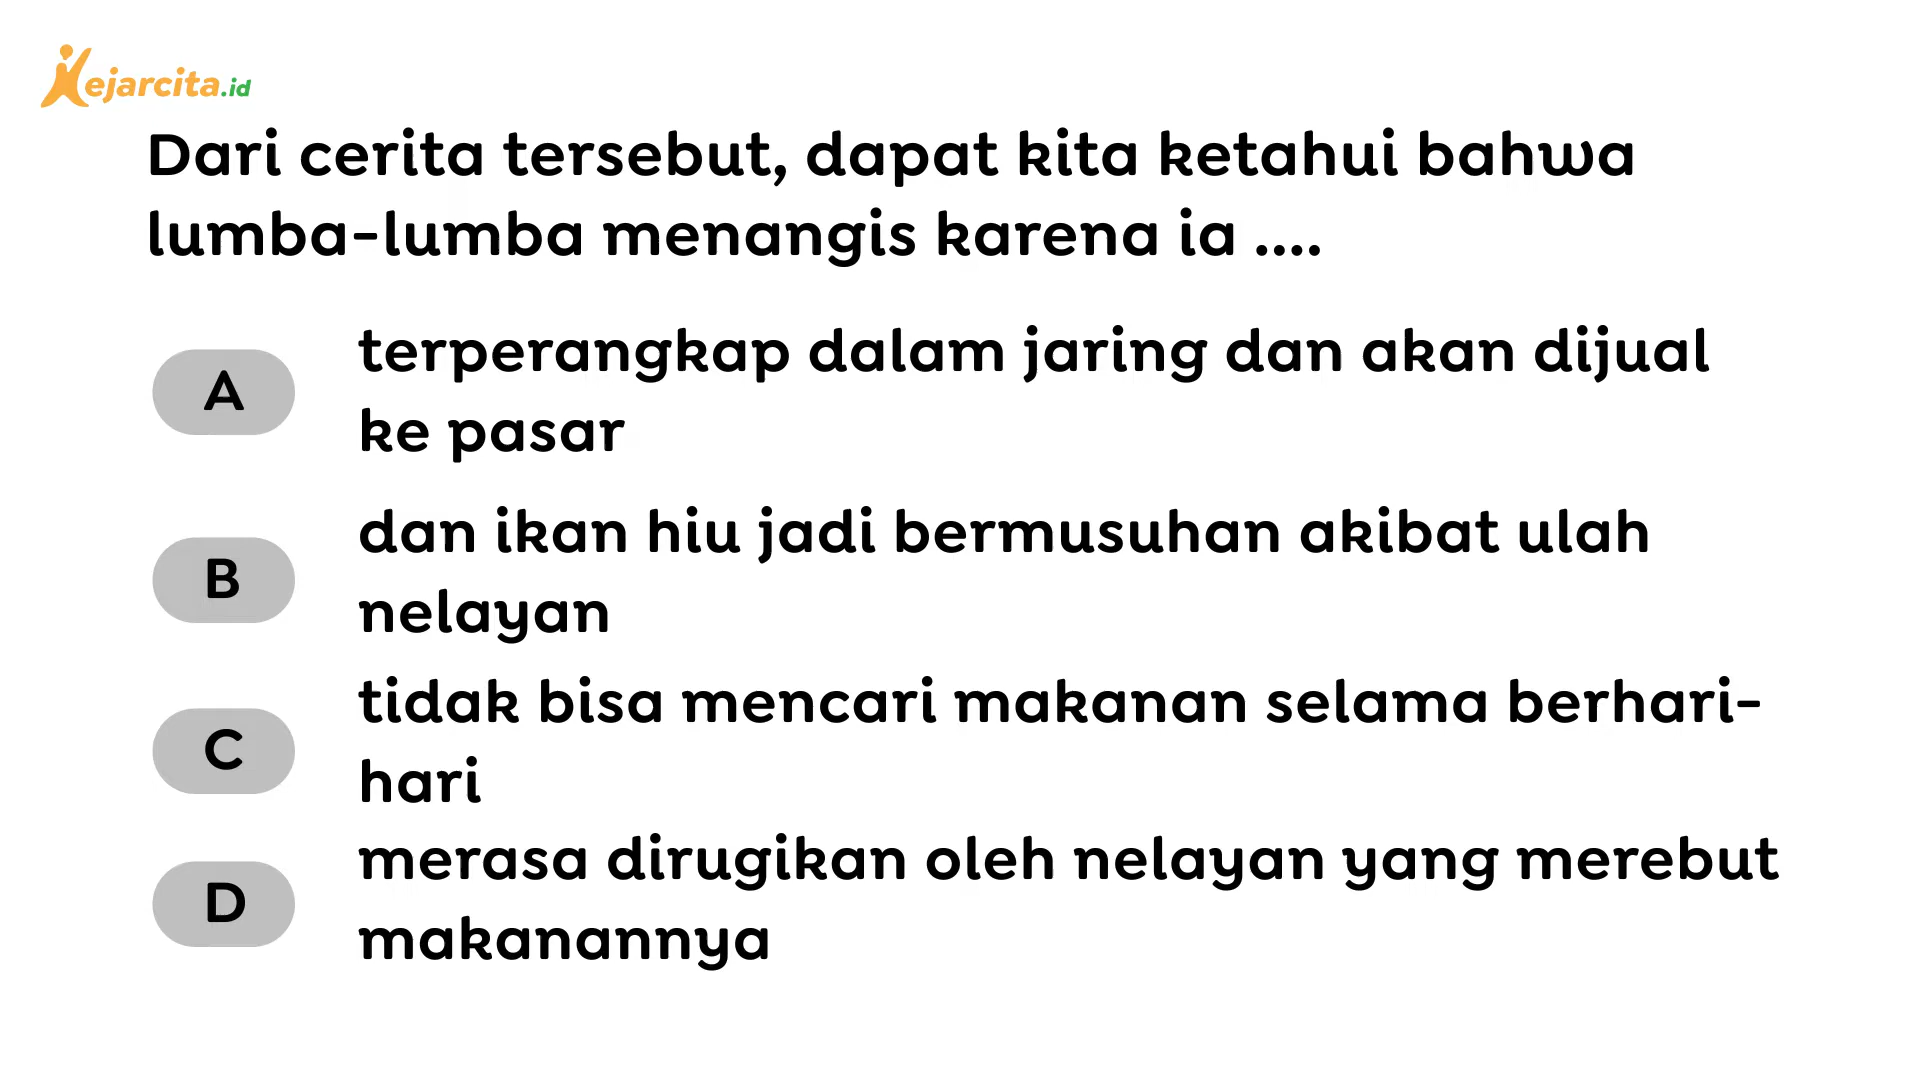 Kejarcita.id
Dari cerita tersebut, dapat kita ketahui bahwa
lumba-lumba menangis karena ia ....
A
terperangkap dalam jaring dan akan dijual
ke pasar
B
dan ikan hiu jadi bermusuhan akibat ulah
nelayan
C
tidak bisa mencari makanan selama berhari-
hari
D
merasa dirugikan oleh nelayan yang merebut
makanannya